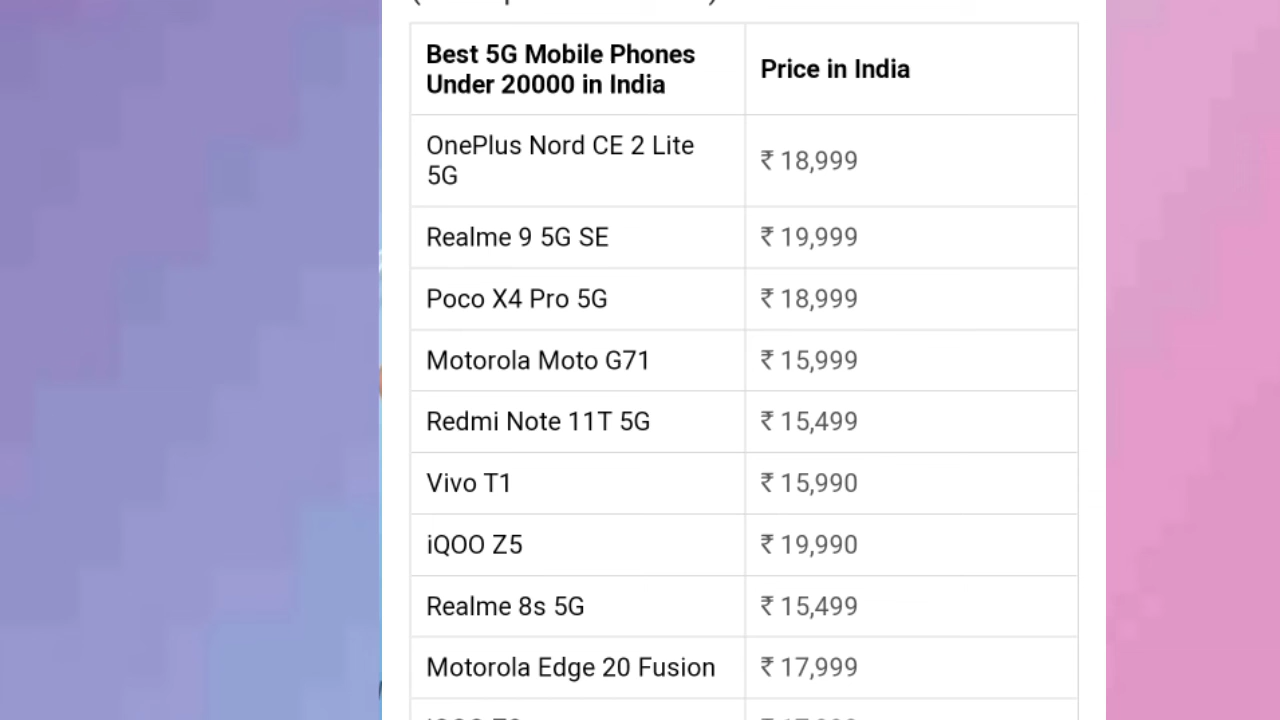 Best 5G Mobile Phones
Under 20000 in India
Price in India
OnePlus Nord CE 2 Lite
5G
₹ 18,999
Realme 9 5G SE
₹ 19,999
Poco X4 Pro 5G
₹ 18,999
Motorola Moto G71
₹ 15,999
Redmi Note 11T 5G
₹ 15,499
Vivo T1
₹ 15,990
iQOO Z5
₹ 19,990
Realme 8s 5G
₹ 15,499
Motorola Edge 20 Fusion
₹ 17,999